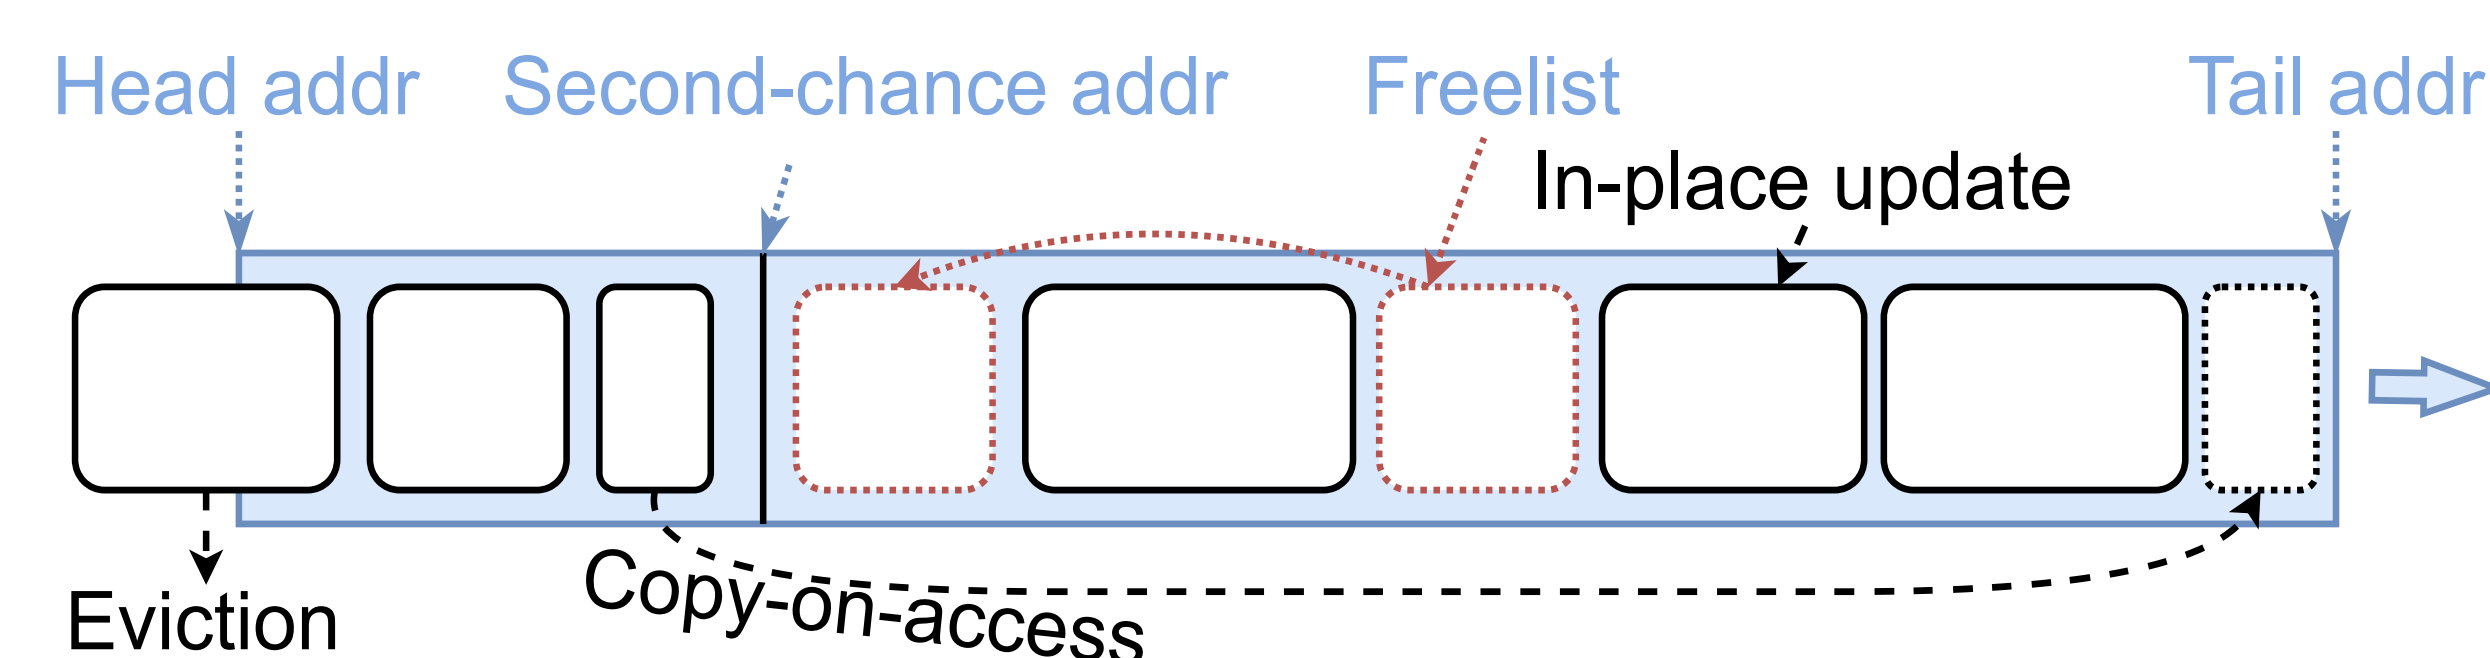 Head addr
Second-chance addr
Freelist
Tail addr
In-place update
Eviction
Copy-on-access